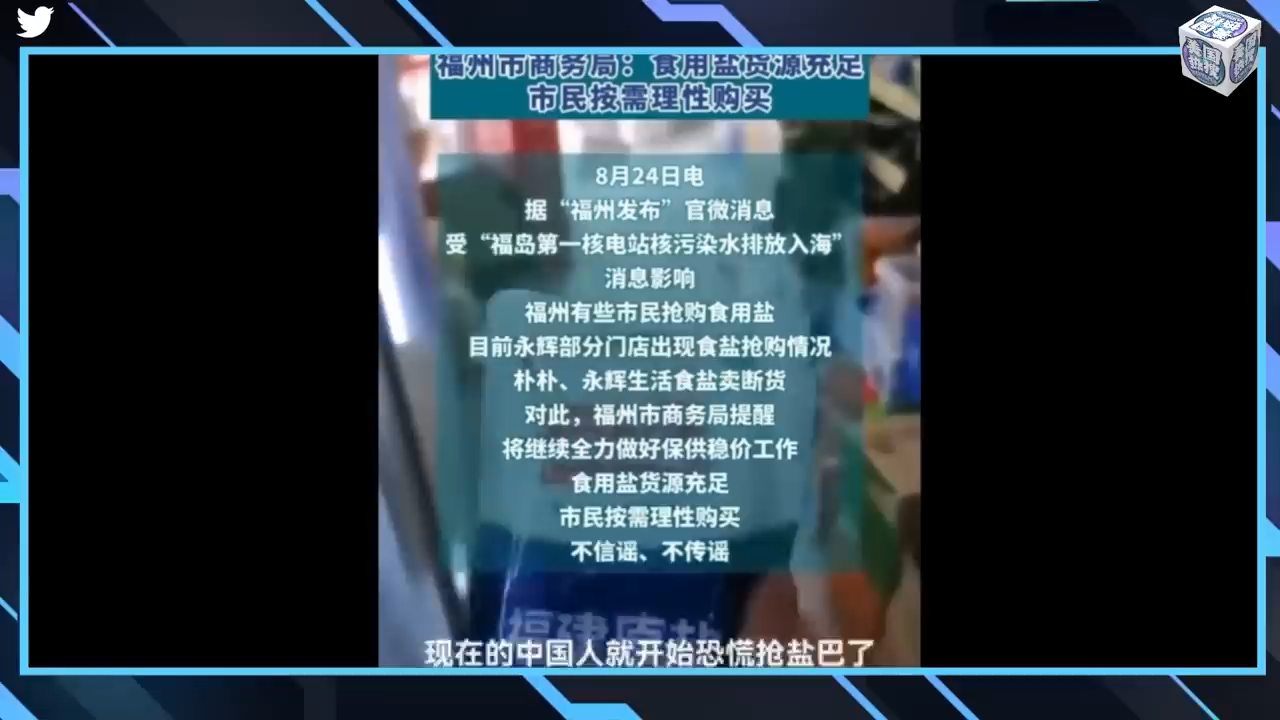 福州市商务局：食用盐货源充足
市民按需理性购买
8月24日电
据“福州发布”官微消息
受“福岛第一核电站核污染水排放入海”
消息影响
福州有些市民抢购食用盐
目前永辉部分门店出现食盐抢购情况
朴朴、永辉生活食盐卖断货
对此，福州市商务局提醒
将继续全力做好保供稳价工作
食用盐货源充足
市民按需理性购买
不信谣、不传谣
现在的中国人就开始恐慌抢盐巴了